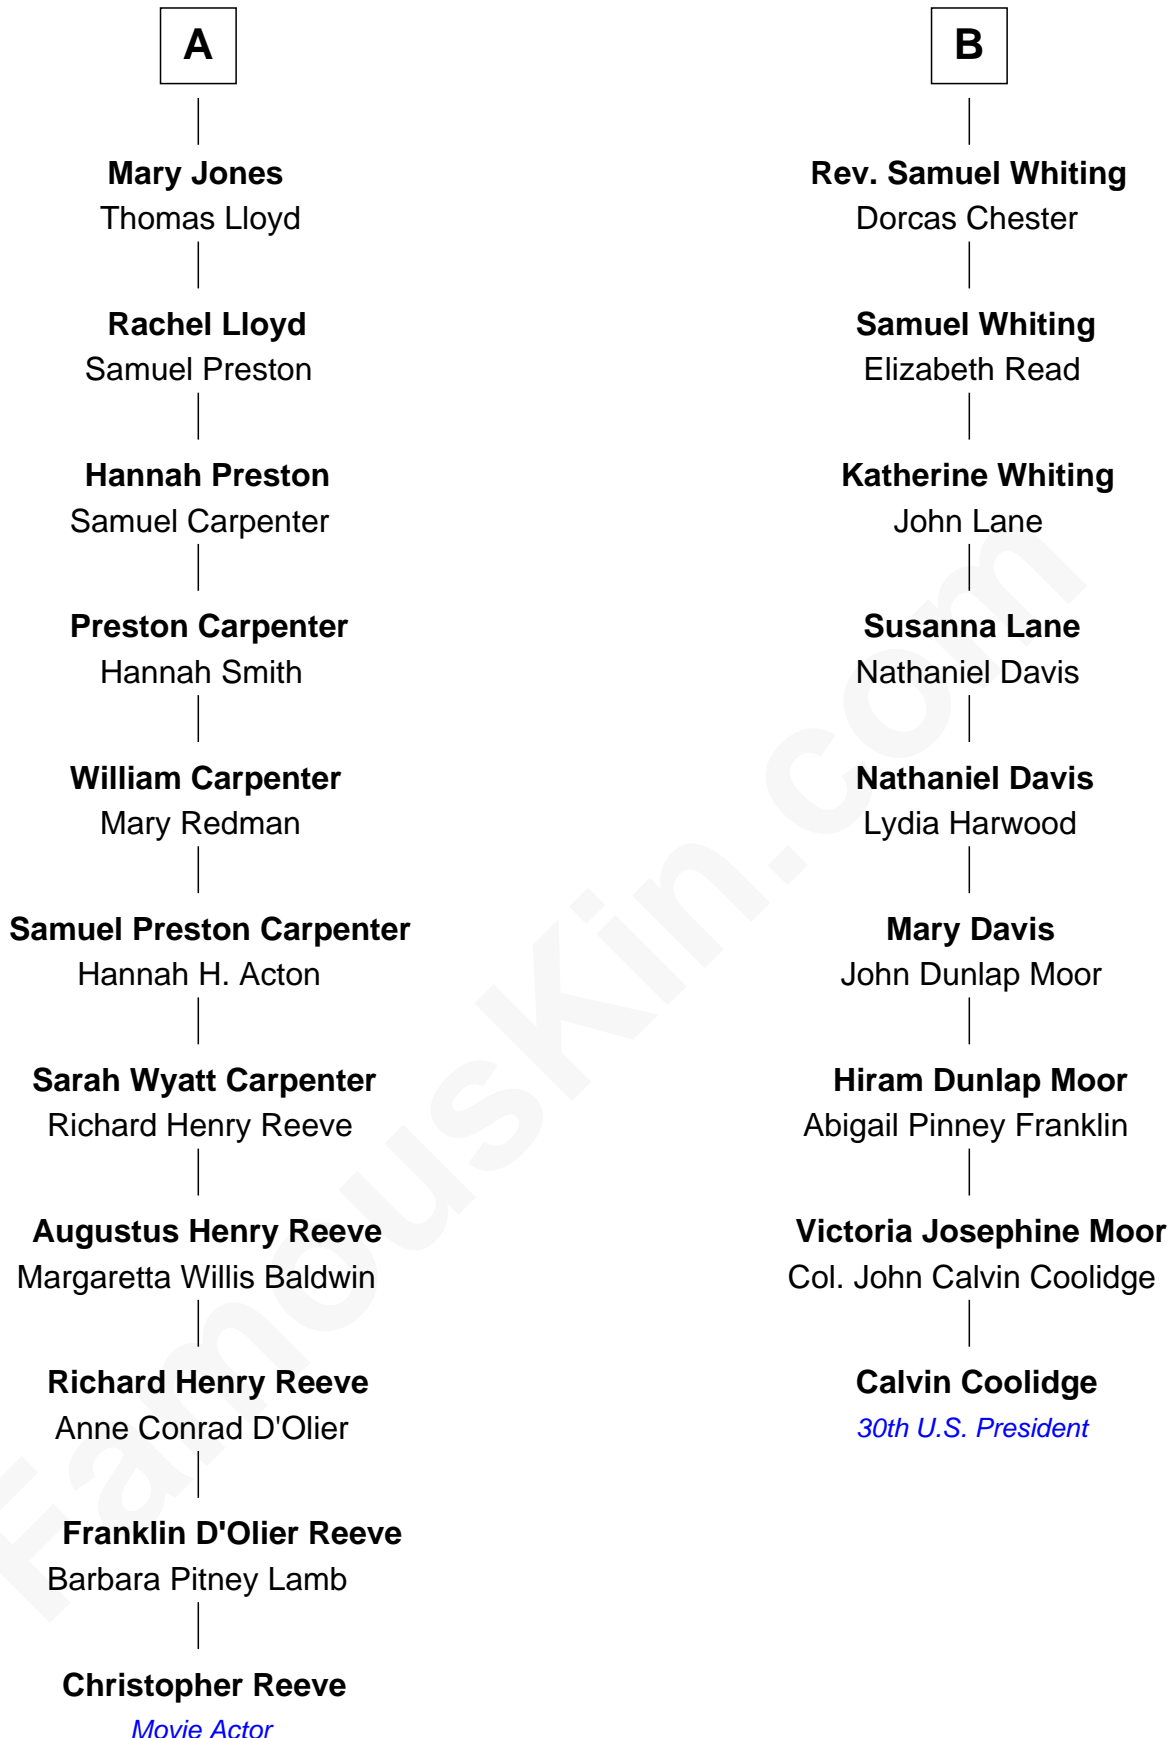 A
Mary Jones
Thomas Lloyd
Rachel Lloyd
Samuel Preston
Hannah Preston
Samuel Carpenter
Preston Carpenter
Hannah Smith
William Carpenter
Mary Redman
Samuel Preston Carpenter
Hannah H. Acton
Sarah Wyatt Carpenter
Richard Henry Reeve
Augustus Henry Reeve
Margaretta Willis Baldwin
Richard Henry Reeve
Anne Conrad D'Olier
Franklin D'Olier Reeve
Barbara Pitney Lamb
Christopher Reeve
Movie Actor
B
Rev. Samuel Whiting
Dorcas Chester
Samuel Whiting
Elizabeth Read
Katherine Whiting
John Lane
Susanna Lane
Nathaniel Davis
Nathaniel Davis
Lydia Harwood
Mary Davis
John Dunlap Moor
Hiram Dunlap Moor
Abigail Pinney Franklin
Victoria Josephine Moor
Col. John Calvin Coolidge
Calvin Coolidge
30th U.S. President
FamousKin.com